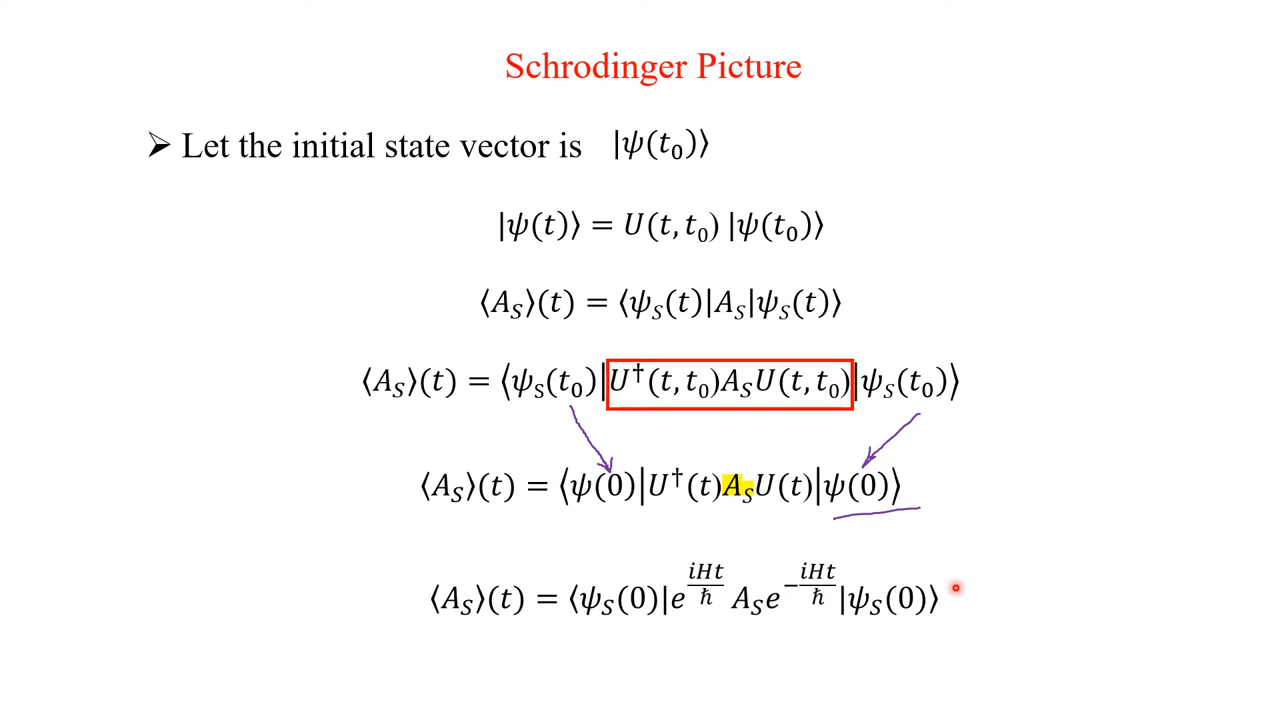 Schrodinger Picture
➢ Let the initial state vector is |ψ(t₀)⟩
|ψ(t)⟩ = U(t, t₀) |ψ(t₀)⟩
⟨A_S⟩(t) = ⟨ψ_S(t)|A_S|ψ_S(t)⟩
⟨A_S⟩(t) = ⟨ψ_S(t₀)|U†(t, t₀)A_S U(t, t₀)|ψ_S(t₀)⟩
⟨A_S⟩(t) = ⟨ψ(0)|U†(t)A_S U(t)|ψ(0)⟩
⟨A_S⟩(t) = ⟨ψ_S(0)|e^{iHt/ħ} A_S e^{−iHt/ħ}|ψ_S(0)⟩